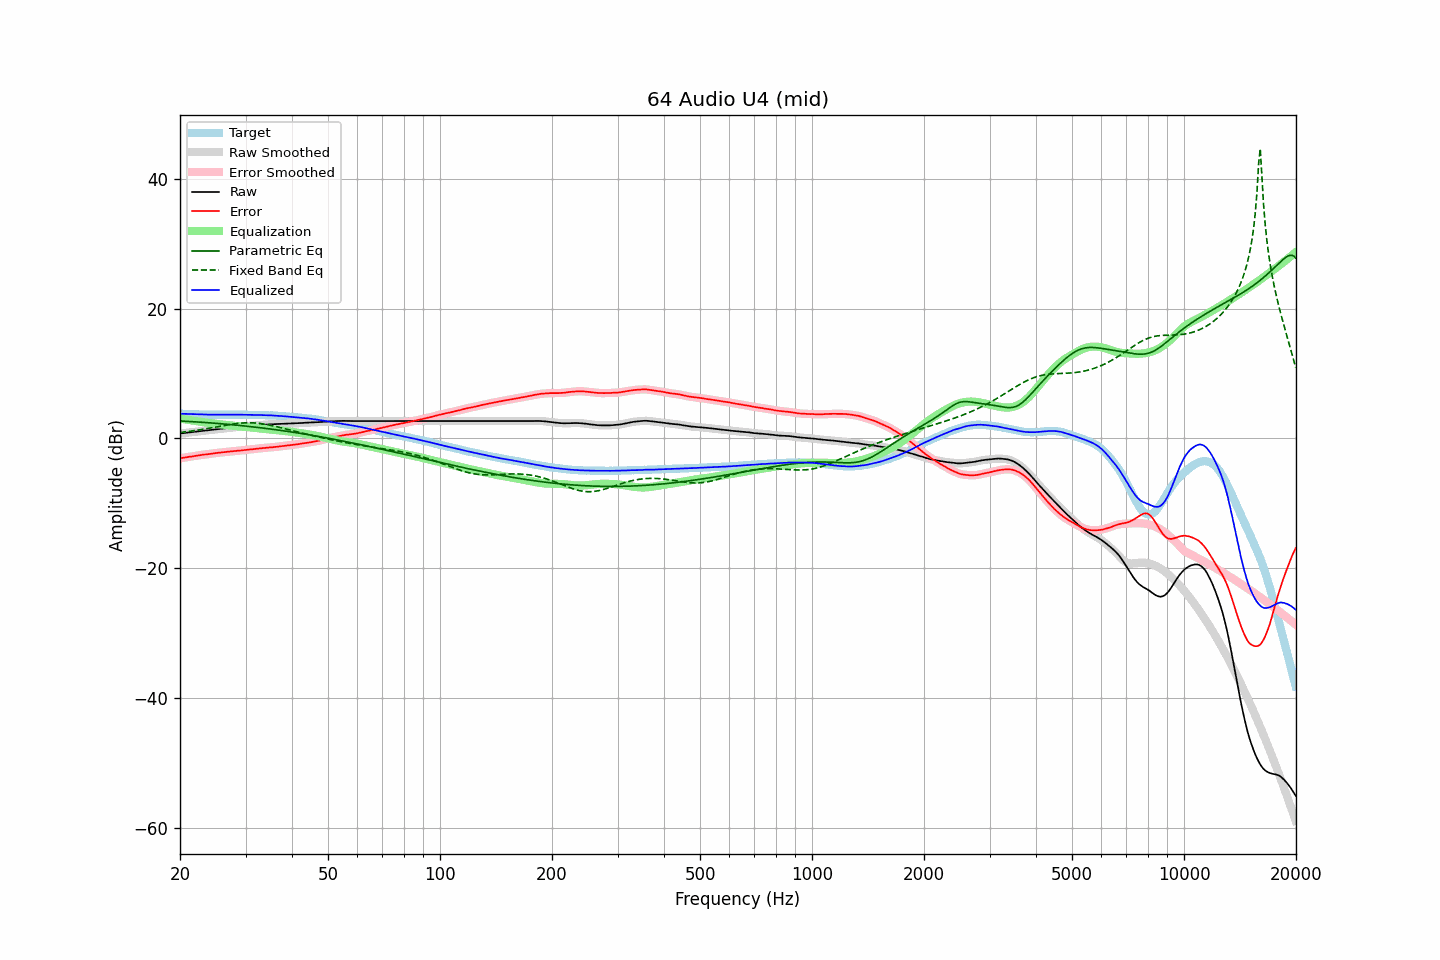 64 Audio U4 (mid)
Target
Raw Smoothed
Error Smoothed
Raw
Error
Equalization
Parametric Eq
Fixed Band Eq
Equalized
40
20
0
−20
−40
−60
Amplitude (dBr)
20
50
100
200
500
1000
2000
5000
10000
20000
Frequency (Hz)